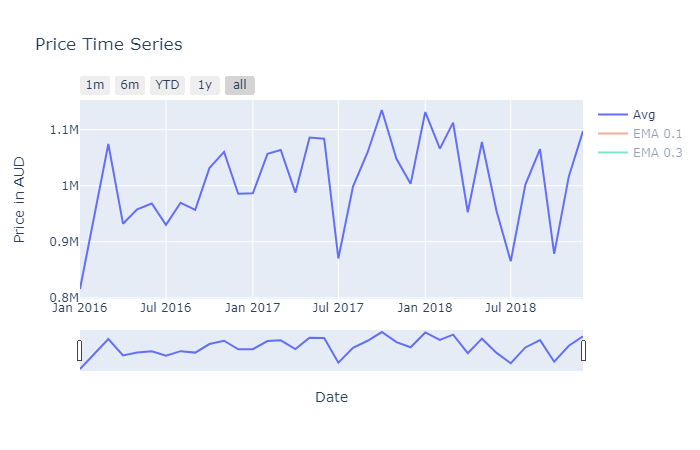 Price Time Series
1m 6m YTD 1y all
Avg
EMA 0.1
EMA 0.3
1.1M
1M
0.9M
0.8M
Price in AUD
Jan 2016 Jul 2016 Jan 2017 Jul 2017 Jan 2018 Jul 2018
Date